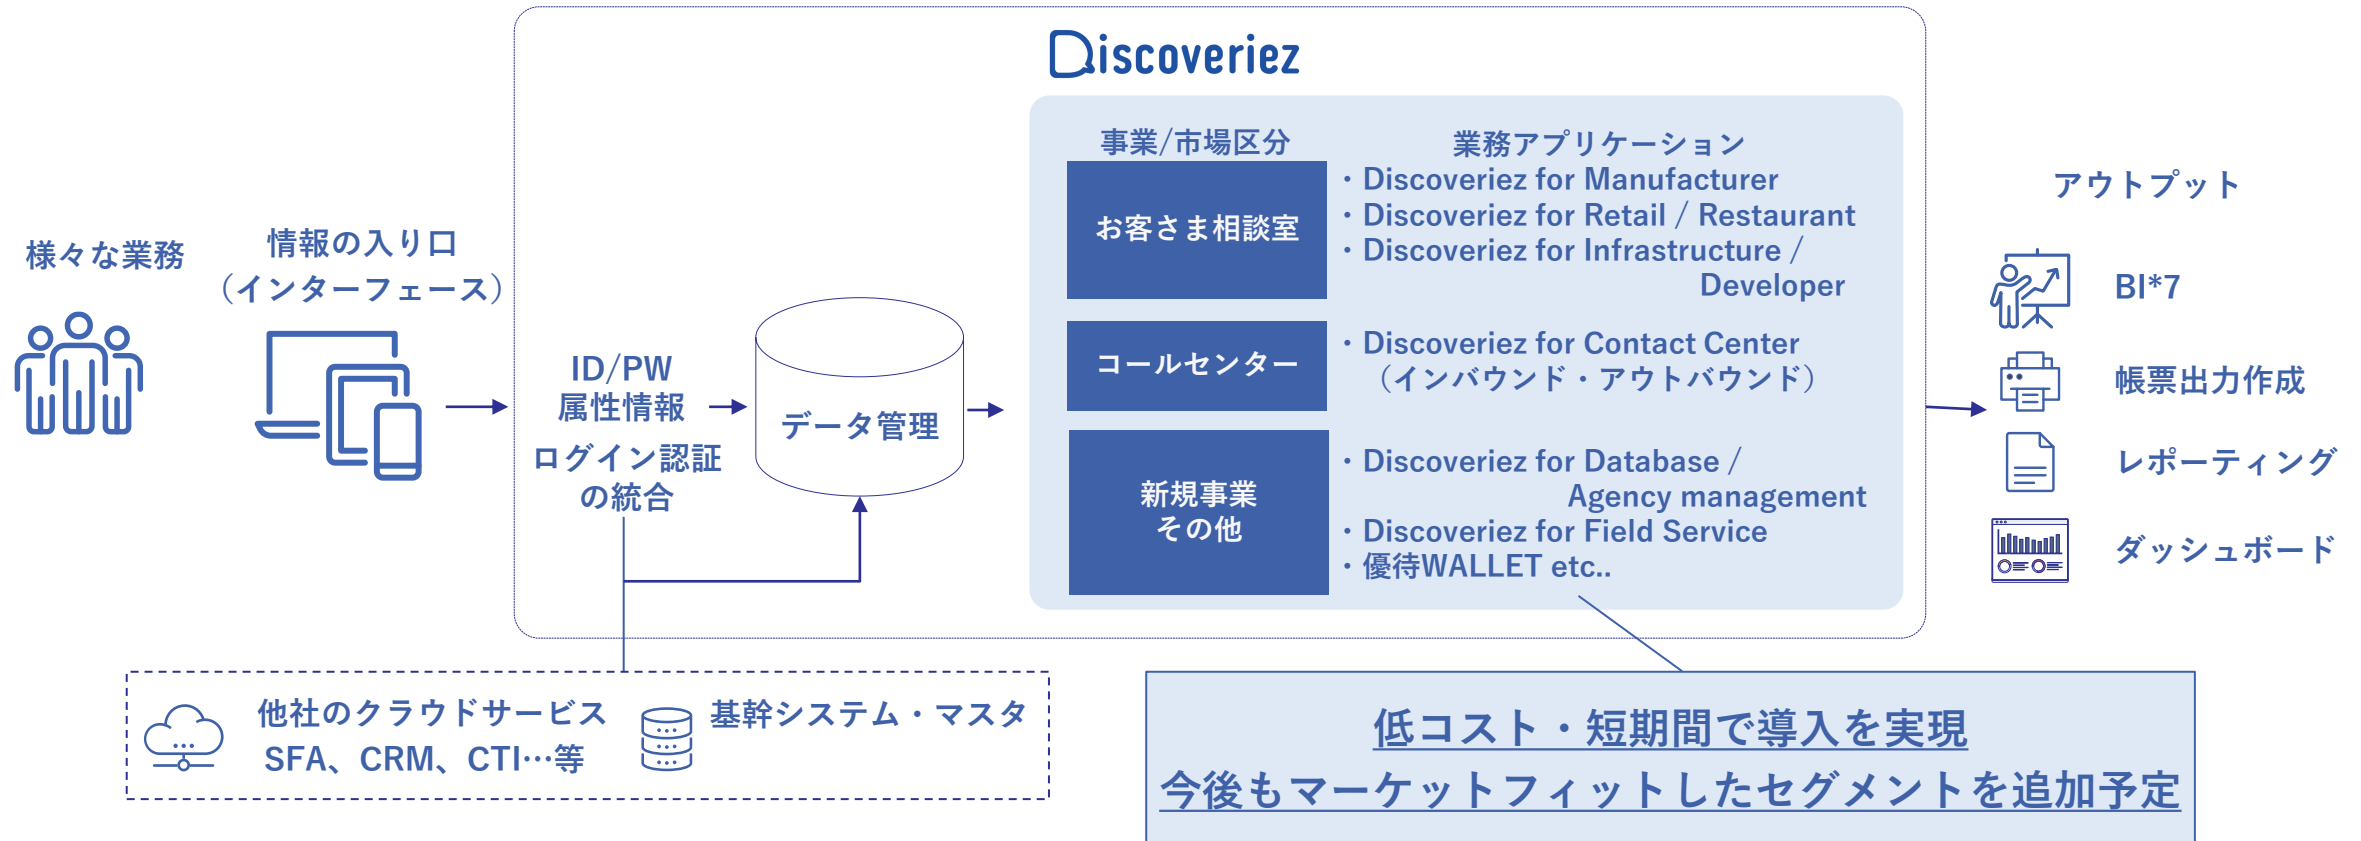 Discoveriez
様々な業務
情報の入り口
（インターフェース）
ID/PW
属性情報
ログイン認証
の統合
データ管理
事業/市場区分
業務アプリケーション
お客さま相談室
・Discoveriez for Manufacturer
・Discoveriez for Retail / Restaurant
・Discoveriez for Infrastructure /
Developer
コールセンター
・Discoveriez for Contact Center
（インバウンド・アウトバウンド）
新規事業
その他
・Discoveriez for Database /
Agency management
・Discoveriez for Field Service
・優待WALLET etc..
アウトプット
BI*7
帳票出力作成
レポーティング
ダッシュボード
他社のクラウドサービス
SFA、CRM、CTI…等
基幹システム・マスタ
低コスト・短期間で導入を実現
今後もマーケットフィットしたセグメントを追加予定